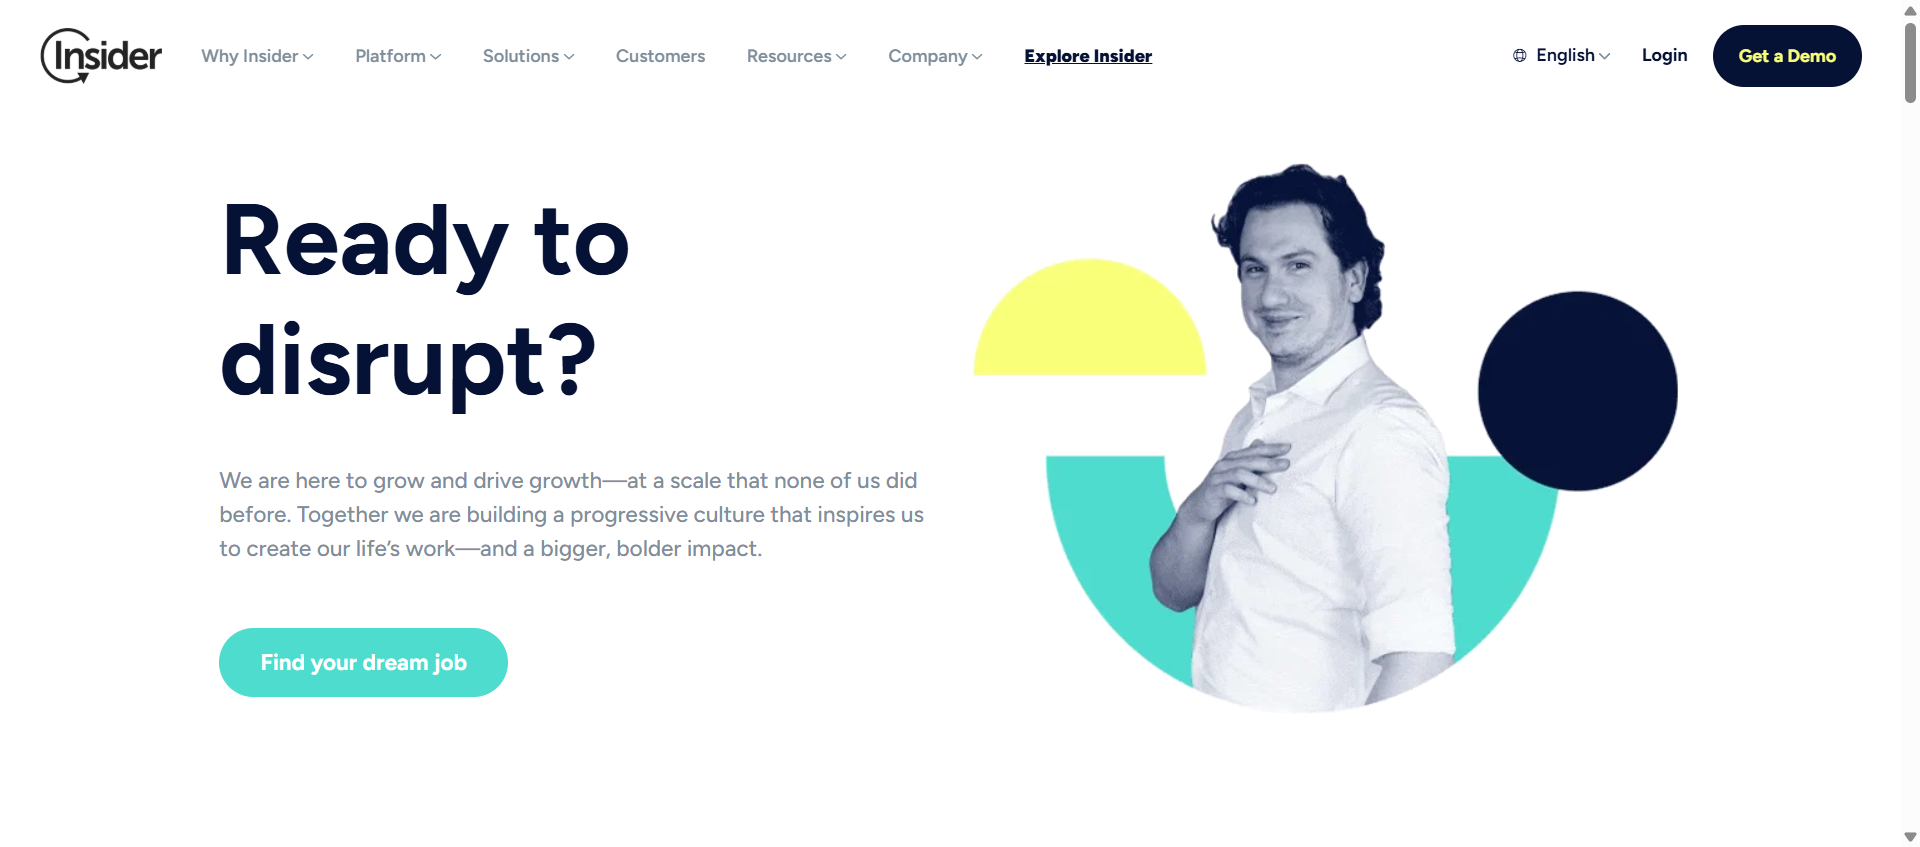 Insider
Why Insider
Platform
Solutions
Customers
Resources
Company
Explore Insider
English
Login
Get a Demo
Ready to
disrupt?
We are here to grow and drive growth—at a scale that none of us did
before. Together we are building a progressive culture that inspires us
to create our life’s work—and a bigger, bolder impact.
Find your dream job